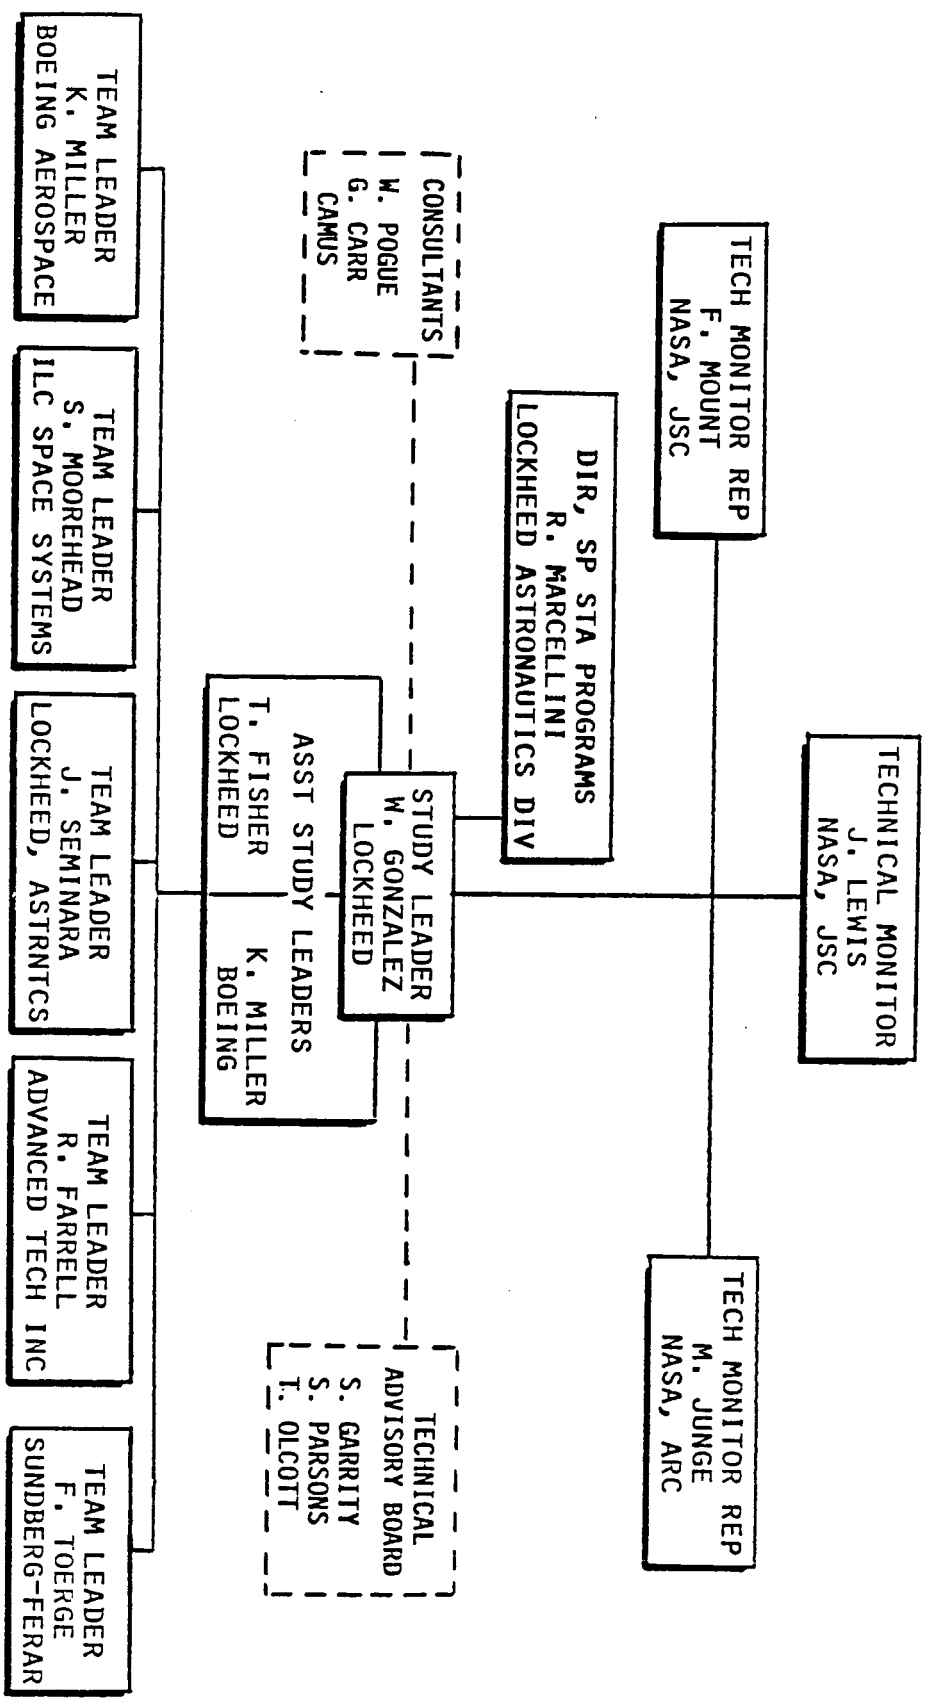 TECHNICAL MONITOR
J. LEWIS
NASA, JSC
TECH MONITOR REP
F. MOUNT
NASA, JSC
TECH MONITOR REP
M. JUNGE
NASA, ARC
DIR, SP STA PROGRAMS
R. MARCELLINI
LOCKHEED ASTRONAUTICS DIV
CONSULTANTS
W. POGUE
G. CARR
CAMUS
STUDY LEADER
W. GONZALEZ
LOCKHEED
TECHNICAL
ADVISORY BOARD
S. GARRITY
S. PARSONS
T. OLCOTT
ASST STUDY LEADERS
T. FISHER
LOCKHEED
K. MILLER
BOEING
TEAM LEADER
K. MILLER
BOEING AEROSPACE
TEAM LEADER
S. MOOREHEAD
ILC SPACE SYSTEMS
TEAM LEADER
J. SEMINARA
LOCKHEED, ASTRNTCS
TEAM LEADER
R. FARRELL
ADVANCED TECH INC
TEAM LEADER
F. TOERGE
SUNDBERG-FERAR